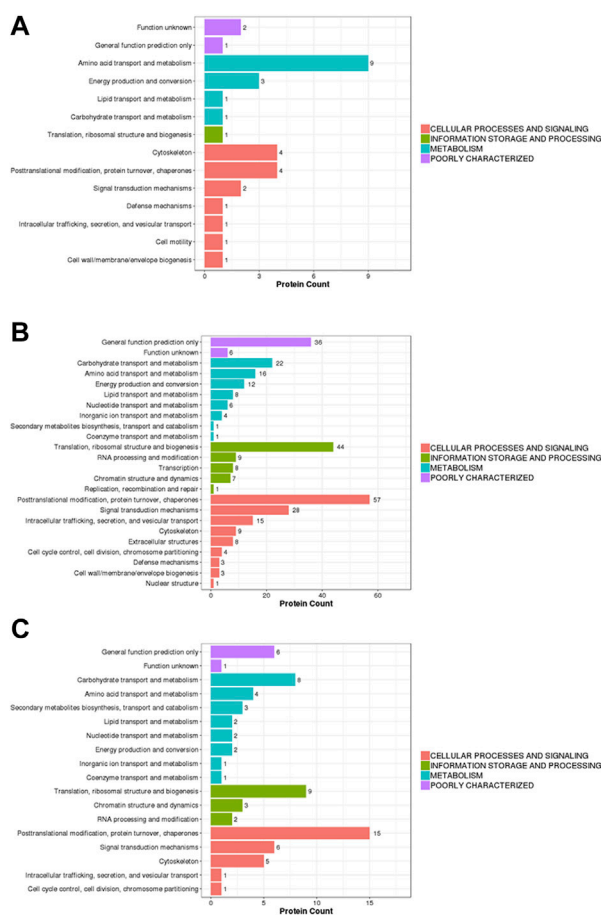 A
Function unknown 2
General function prediction only 1
Amino acid transport and metabolism 9
Energy production and conversion 3
Lipid transport and metabolism 1
Carbohydrate transport and metabolism 1
Translation, ribosomal structure and biogenesis 1
Cytoskeleton 4
Posttranslational modification, protein turnover, chaperones 4
Signal transduction mechanisms 2
Defense mechanisms 1
Intracellular trafficking, secretion, and vesicular transport 1
Cell motility 1
Cell wall/membrane/envelope biogenesis 1
0 3 6 9
Protein Count
CELLULAR PROCESSES AND SIGNALING
INFORMATION STORAGE AND PROCESSING
METABOLISM
POORLY CHARACTERIZED
B
General function prediction only 36
Function unknown 6
Carbohydrate transport and metabolism 22
Amino acid transport and metabolism 16
Energy production and conversion 12
Lipid transport and metabolism 8
Nucleotide transport and metabolism 6
Inorganic ion transport and metabolism 4
Secondary metabolites biosynthesis, transport and catabolism 1
Coenzyme transport and metabolism 1
Translation, ribosomal structure and biogenesis 44
RNA processing and modification 9
Transcription 8
Chromatin structure and dynamics 7
Replication, recombination and repair 1
Posttranslational modification, protein turnover, chaperones 57
Signal transduction mechanisms 28
Intracellular trafficking, secretion, and vesicular transport 15
Cytoskeleton 9
Extracellular structures 8
Cell cycle control, cell division, chromosome partitioning 4
Defense mechanisms 3
Cell wall/membrane/envelope biogenesis 3
Nuclear structure 1
0 20 40 60
Protein Count
CELLULAR PROCESSES AND SIGNALING
INFORMATION STORAGE AND PROCESSING
METABOLISM
POORLY CHARACTERIZED
C
General function prediction only 6
Function unknown 1
Carbohydrate transport and metabolism 8
Amino acid transport and metabolism 4
Secondary metabolites biosynthesis, transport and catabolism 3
Lipid transport and metabolism 2
Nucleotide transport and metabolism 2
Energy production and conversion 2
Inorganic ion transport and metabolism 1
Coenzyme transport and metabolism 1
Translation, ribosomal structure and biogenesis 9
Chromatin structure and dynamics 3
RNA processing and modification 2
Posttranslational modification, protein turnover, chaperones 15
Signal transduction mechanisms 6
Cytoskeleton 5
Intracellular trafficking, secretion, and vesicular transport 1
Cell cycle control, cell division, chromosome partitioning 1
0 5 10 15
Protein Count
CELLULAR PROCESSES AND SIGNALING
INFORMATION STORAGE AND PROCESSING
METABOLISM
POORLY CHARACTERIZED